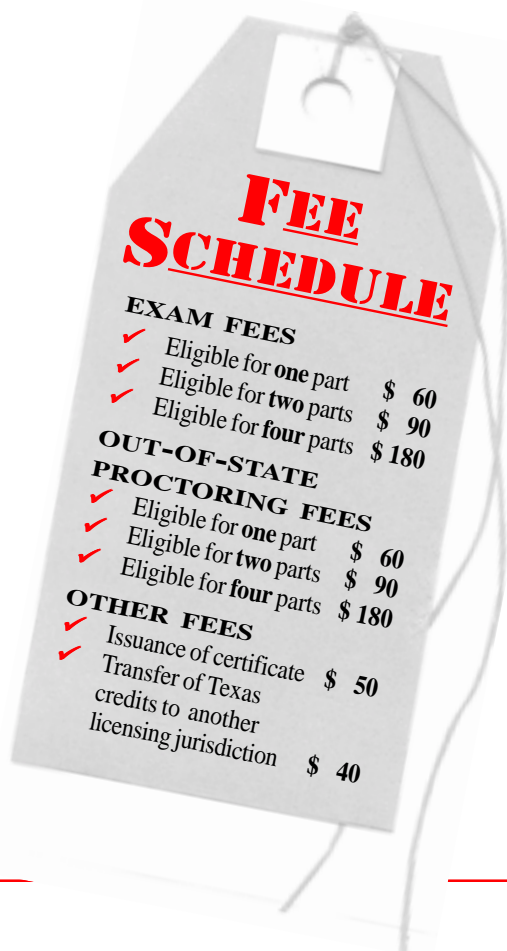 FEE
SCHEDULE
EXAM FEES
✓ Eligible for one part $ 60
✓ Eligible for two parts $ 90
✓ Eligible for four parts $ 180
OUT-OF-STATE
PROCTORING FEES
✓ Eligible for one part $ 60
✓ Eligible for two parts $ 90
✓ Eligible for four parts $ 180
OTHER FEES
✓ Issuance of certificate $ 50
✓ Transfer of Texas
credits to another
licensing jurisdiction $ 40